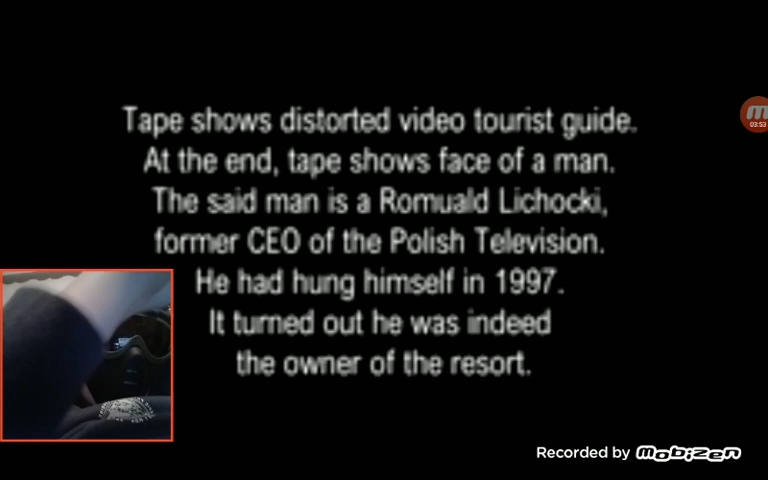 Tape shows distorted video tourist guide.
At the end, tape shows face of a man.
The said man is a Romuald Lichocki,
former CEO of the Polish Television.
He had hung himself in 1997.
It turned out he was indeed
the owner of the resort.
03:53
Recorded by mobizen